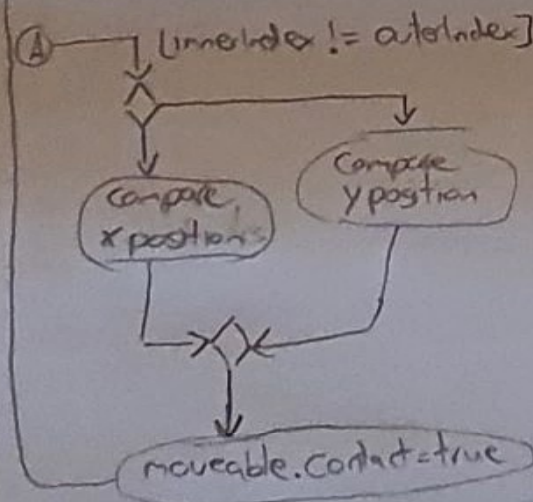 A
[innerIndex != outerIndex]
compare
x positions
Compare
y position
moveable.Contact=true